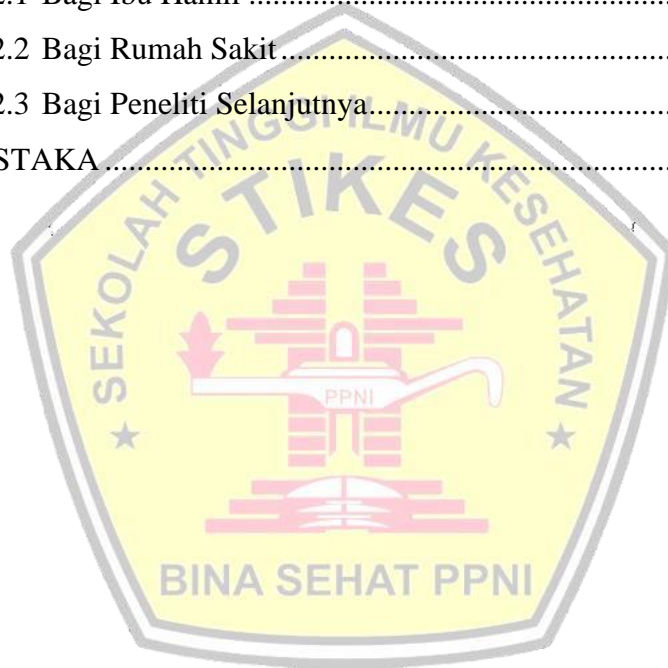 2.1 Bagi Ibu Hamil ....................................................
2.2 Bagi Rumah Sakit ....................................................
2.3 Bagi Peneliti Selanjutnya ....................................................
STAKA ....................................................
SEKOLAH TINGGI ILMU KESEHATAN
STIKES
PPNI
BINA SEHAT PPNI